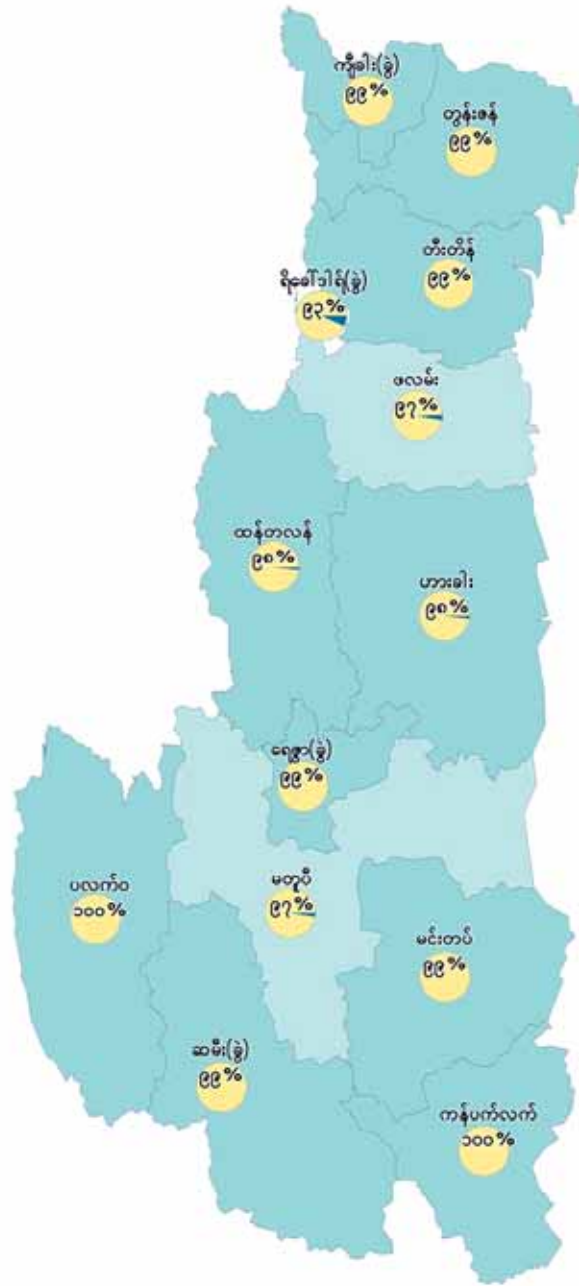 ကျီခါး(ခွဲ)
၉၉%
တွန်းဇန်
၉၉%
တီးတိန်
၉၉%
ရိခေါ်ဒါရ်(ခွဲ)
၉၃%
ဖလမ်း
၉၇%
ထန်တလန်
၉၈%
ဟားခါး
၉၈%
ရေဇွာ(ခွဲ)
၉၉%
ပလက်ဝ
၁၀၀%
မတူပီ
၉၇%
မင်းတပ်
၉၉%
ဆမီး(ခွဲ)
၉၉%
ကန်ပက်လက်
၁၀၀%